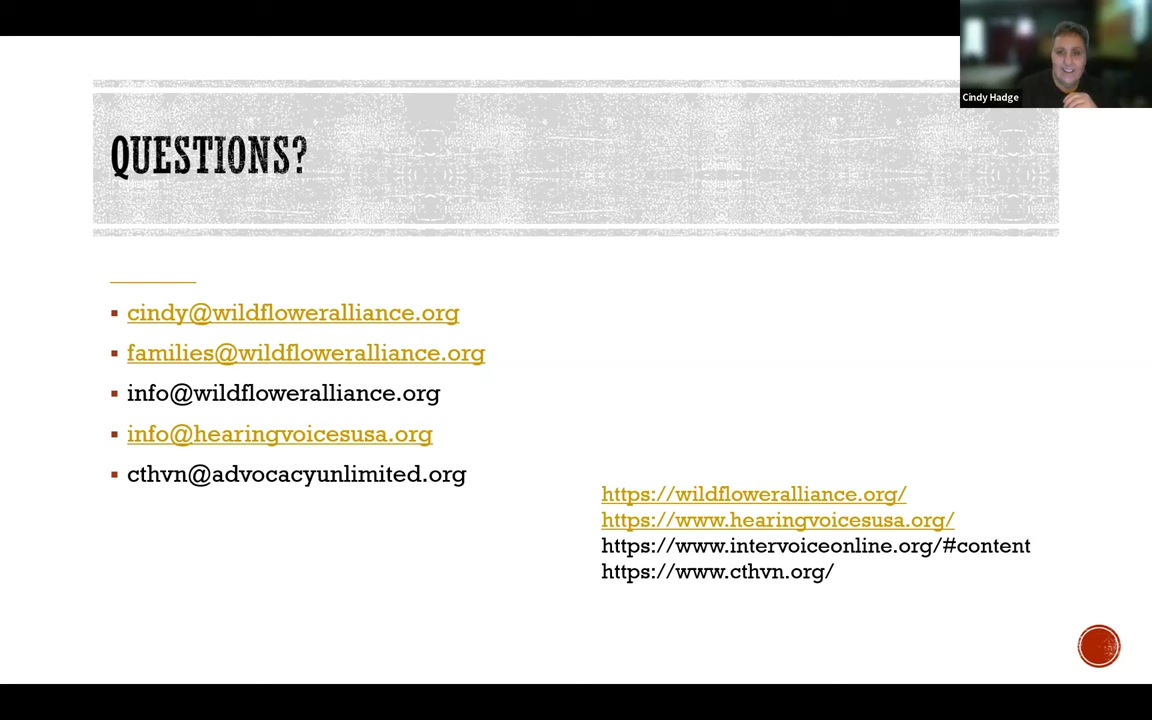 Cindy Hadge
QUESTIONS?
cindy@wildfloweralliance.org
families@wildfloweralliance.org
info@wildfloweralliance.org
info@hearingvoicesusa.org
cthvn@advocacyunlimited.org
https://wildfloweralliance.org/
https://www.hearingvoicesusa.org/
https://www.intervoiceonline.org/#content
https://www.cthvn.org/